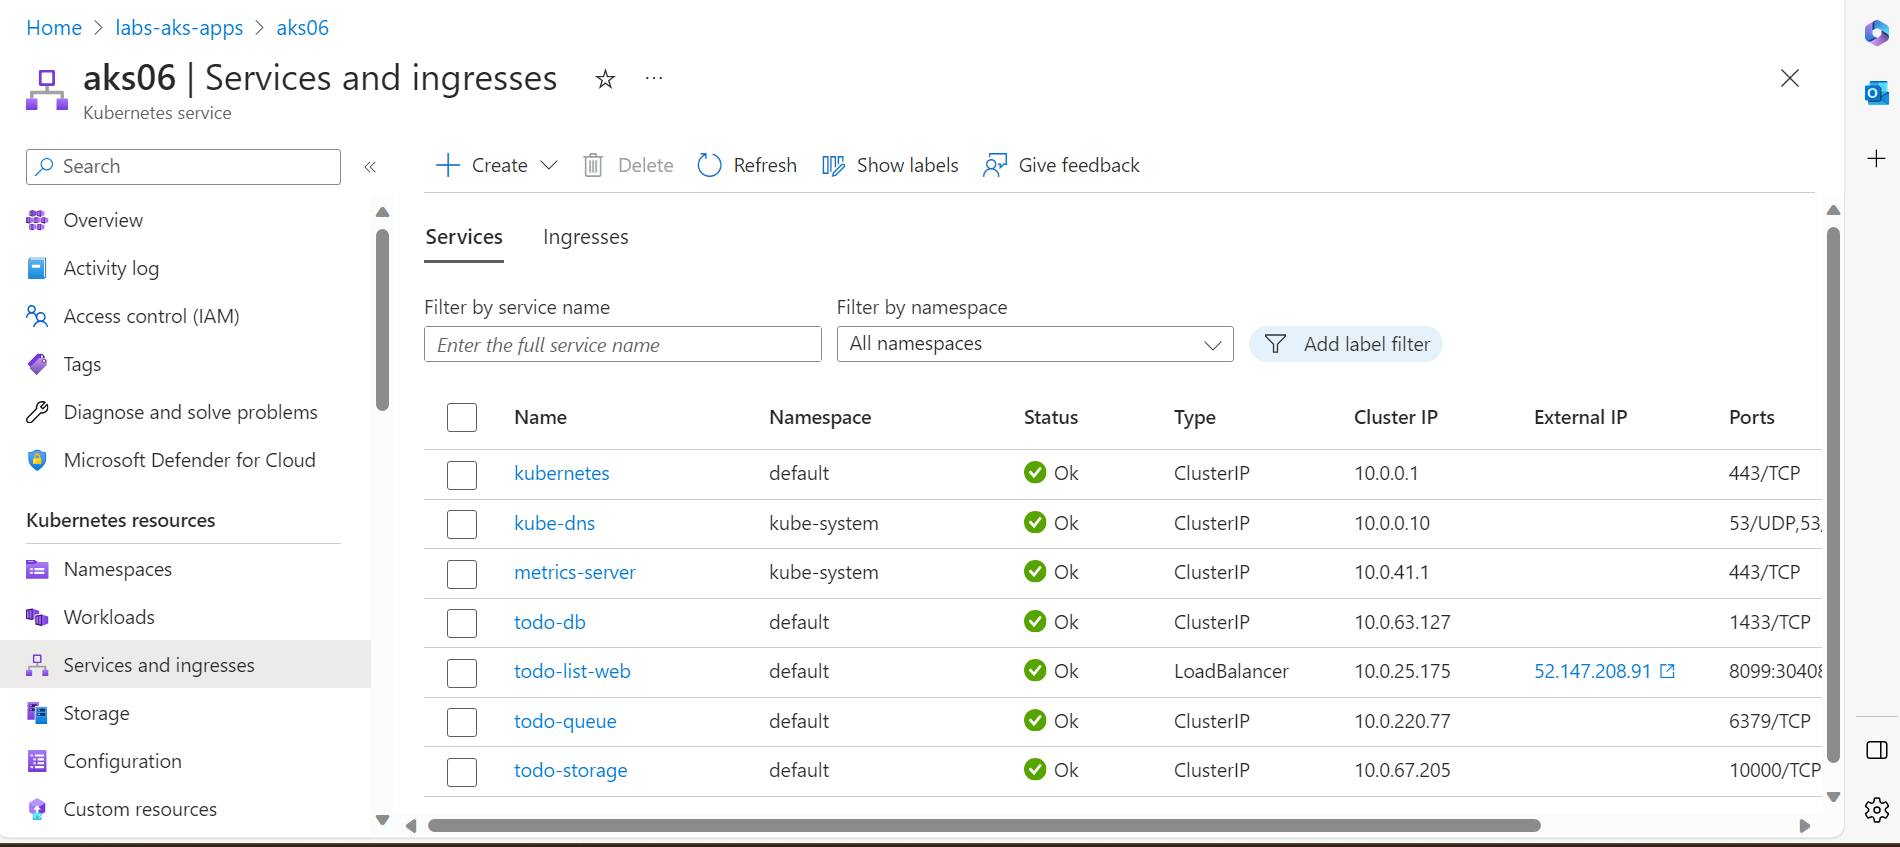 Home > labs-aks-apps > aks06
aks06 | Services and ingresses
Kubernetes service
Search
Overview
Activity log
Access control (IAM)
Tags
Diagnose and solve problems
Microsoft Defender for Cloud
Kubernetes resources
Namespaces
Workloads
Services and ingresses
Storage
Configuration
Custom resources
Create Delete Refresh Show labels Give feedback
Services Ingresses
Filter by service name Filter by namespace
Enter the full service name All namespaces Add label filter
Name Namespace Status Type Cluster IP External IP Ports
kubernetes default Ok ClusterIP 10.0.0.1 443/TCP
kube-dns kube-system Ok ClusterIP 10.0.0.10 53/UDP,53/
metrics-server kube-system Ok ClusterIP 10.0.41.1 443/TCP
todo-db default Ok ClusterIP 10.0.63.127 1433/TCP
todo-list-web default Ok LoadBalancer 10.0.25.175 52.147.208.91 8099:30408
todo-queue default Ok ClusterIP 10.0.220.77 6379/TCP
todo-storage default Ok ClusterIP 10.0.67.205 10000/TCP